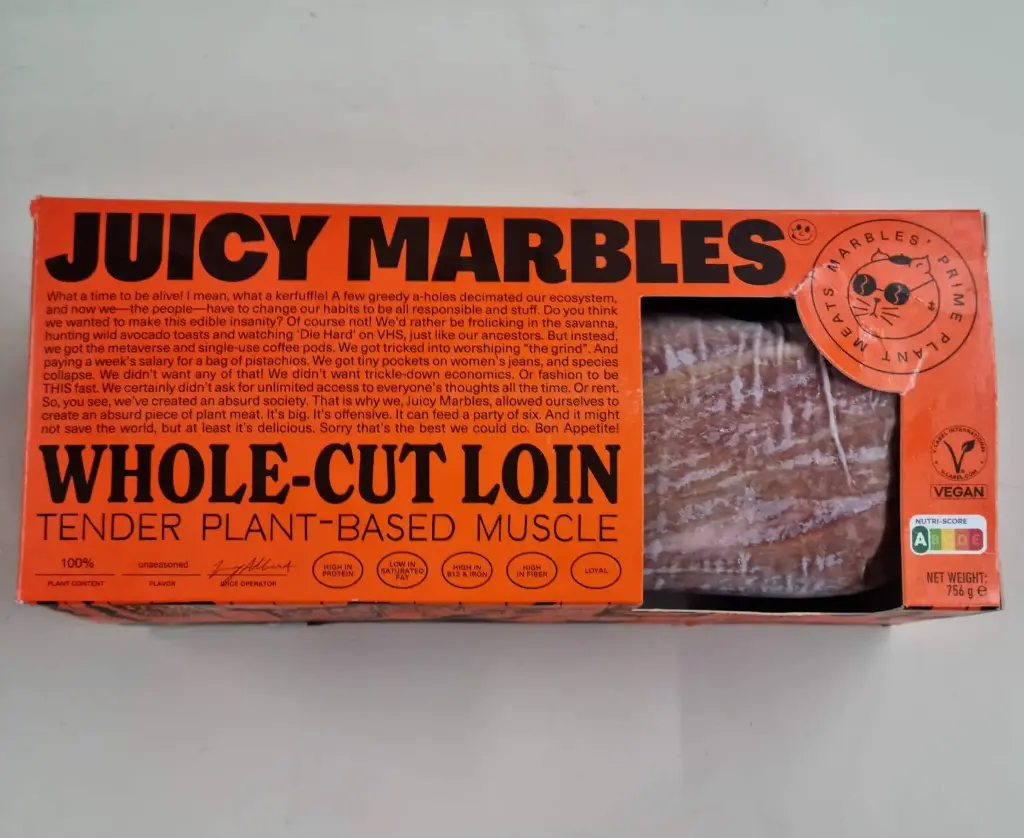 JUICY MARBLES
MARBLES' PRIME PLANT MEATS
What a time to be alive! I mean, what a kerfuffle! A few greedy a-holes decimated our ecosystem,
and now we—the people—have to change our habits to be all responsible and stuff. Do you think
we wanted to make this edible insanity? Of course not! We'd rather be frolicking in the savanna,
hunting wild avocado toasts and watching 'Die Hard' on VHS, just like our ancestors. But instead,
we got the metaverse and single-use coffee pods. We got tricked into worshiping "the grind". And
paying a week's salary for a bag of pistachios. We got tiny pockets on women's jeans, and species
collapse. We didn't want any of that! We didn't want trickle-down economics. Or fashion to be
THIS fast. We certainly didn't ask for unlimited access to everyone's thoughts all the time. Or rent.
So, you see, we've created an absurd society. That is why we, Juicy Marbles, allowed ourselves to
create an absurd piece of plant meat. It's big. It's offensive. It can feed a party of six. And it might
not save the world, but at least it's delicious. Sorry that's the best we could do. Bon Appetite!
WHOLE-CUT LOIN
TENDER PLANT-BASED MUSCLE
100%
PLANT CONTENT
unseasoned
FLAVOR
JUICE OPERATOR
HIGH IN
PROTEIN
LOW IN
SATURATED
FAT
HIGH IN
B12 & IRON
HIGH
IN FIBER
LOYAL
V-LABEL INTERNATIONAL
V-LABEL.COM
VEGAN
NUTRI-SCORE
A B C D E
NET WEIGHT:
756 g e